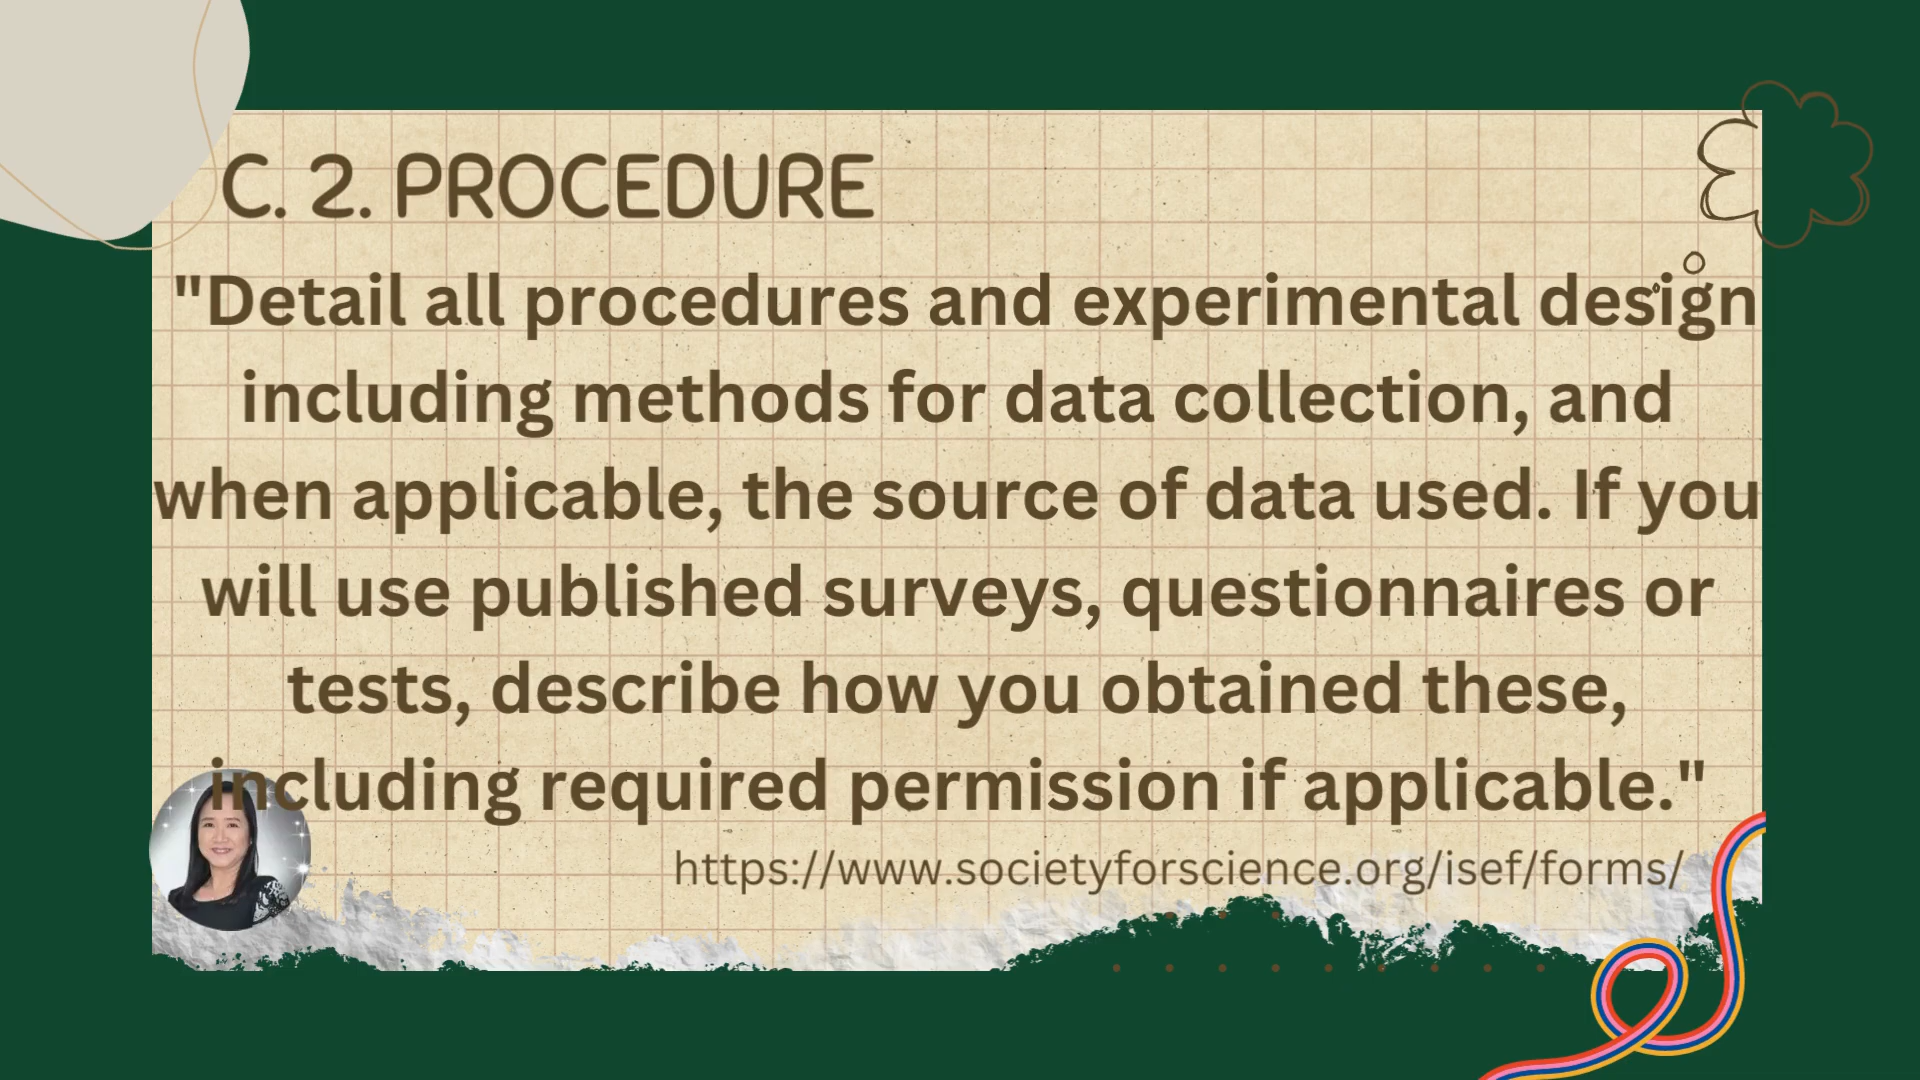 C. 2. PROCEDURE
"Detail all procedures and experimental design
including methods for data collection, and
when applicable, the source of data used. If you
will use published surveys, questionnaires or
tests, describe how you obtained these,
including required permission if applicable."
https://www.societyforscience.org/isef/forms/